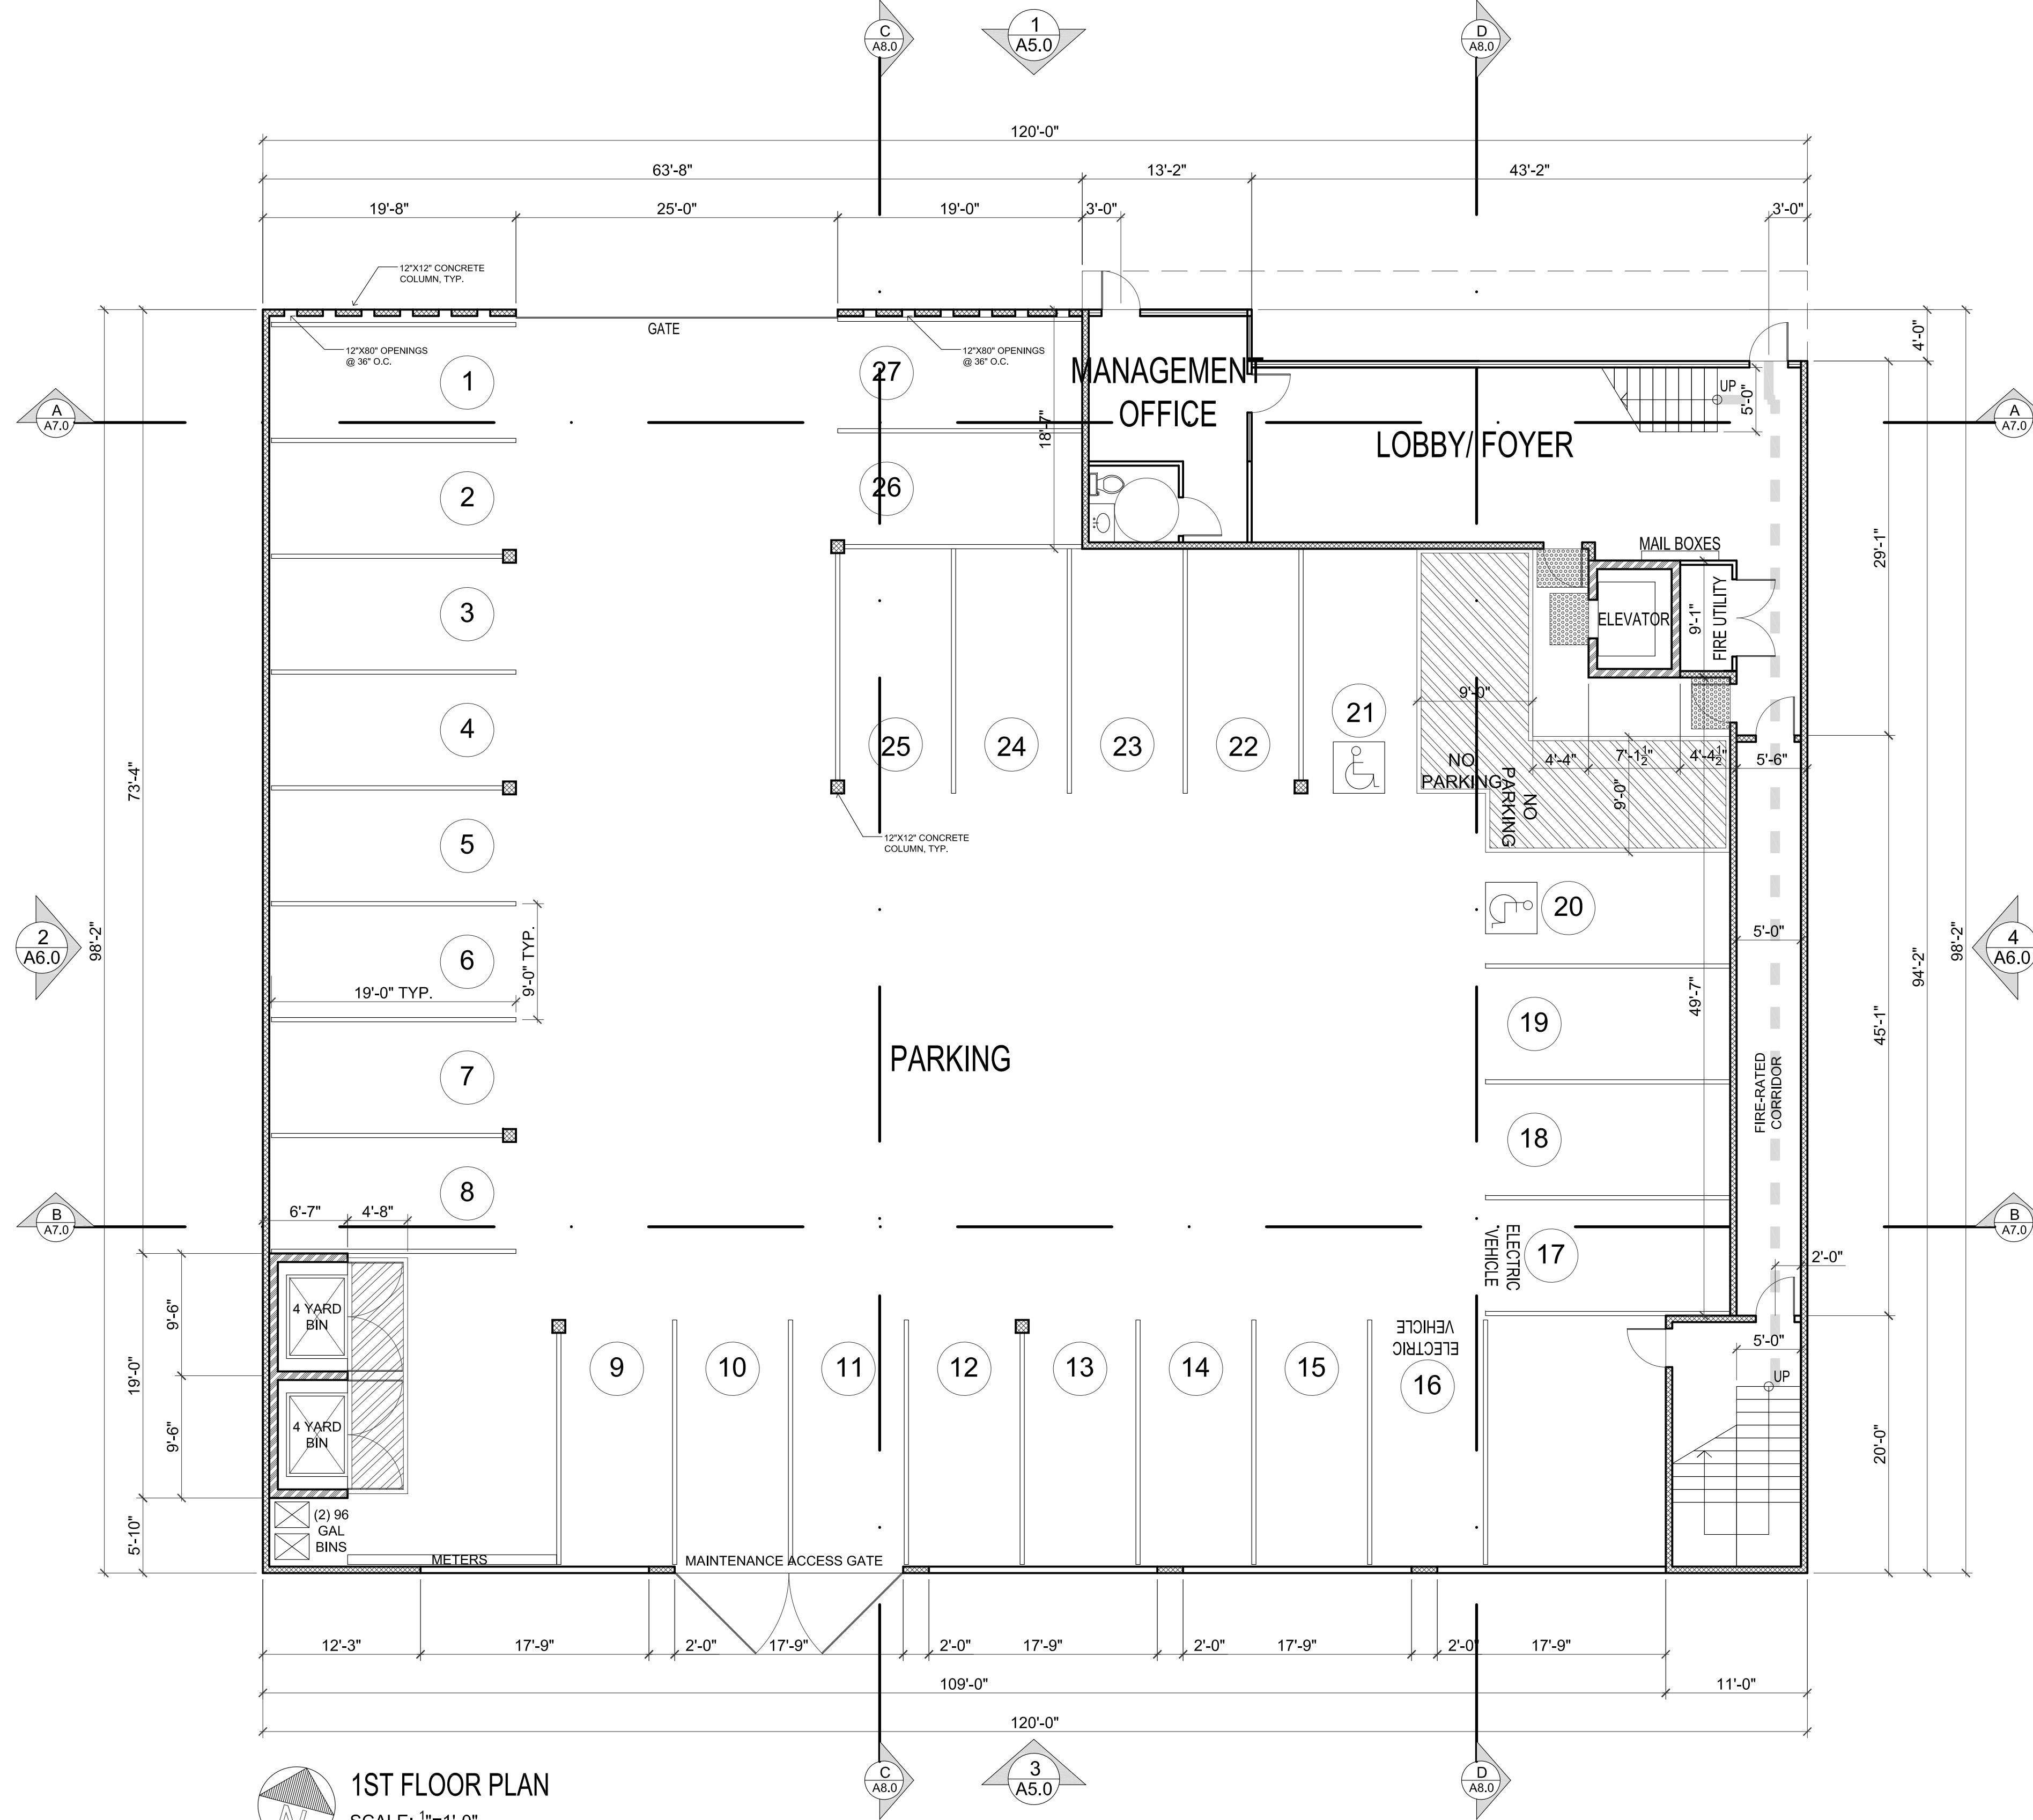 C
A8.0
1
A5.0
D
A8.0
120'-0"
63'-8"
13'-2"
43'-2"
19'-8"
25'-0"
19'-0"
3'-0"
3'-0"
12"X12" CONCRETE
COLUMN, TYP.
GATE
12"X80" OPENINGS
@ 36" O.C.
12"X80" OPENINGS
@ 36" O.C.
1
27
MANAGEMENT
OFFICE
UP
5'-0"
4'-0"
A
A7.0
A
A7.0
18'-7"
LOBBY/ FOYER
2
26
MAIL BOXES
29'-1"
3
ELEVATOR
9'-1"
FIRE UTILITY
9'-0"
21
4
25
24
23
22
NO
PARKING
NO
PARKING
4'-4"
7'-1½"
4'-4½"
5'-6"
9'-0"
73'-4"
98'-2"
12"X12" CONCRETE
COLUMN, TYP.
5
20
2
A6.0
4
A6.0
6
9'-0" TYP.
19'-0" TYP.
5'-0"
94'-2"
98'-2"
49'-7"
45'-1"
19
PARKING
7
18
FIRE-RATED
CORRIDOR
8
6'-7"
4'-8"
B
A7.0
B
A7.0
ELECTRIC
VEHICLE
17
2'-0"
4 YARD
BIN
9'-6"
19'-0"
9'-6"
4 YARD
BIN
9
10
11
12
13
14
15
ELECTRIC
VEHICLE
16
5'-0"
UP
20'-0"
5'-10"
(2) 96
GAL
BINS
METERS
MAINTENANCE ACCESS GATE
12'-3"
17'-9"
2'-0"
17'-9"
2'-0"
17'-9"
2'-0"
17'-9"
2'-0"
17'-9"
109'-0"
11'-0"
120'-0"
C
A8.0
3
A5.0
D
A8.0
1ST FLOOR PLAN
N